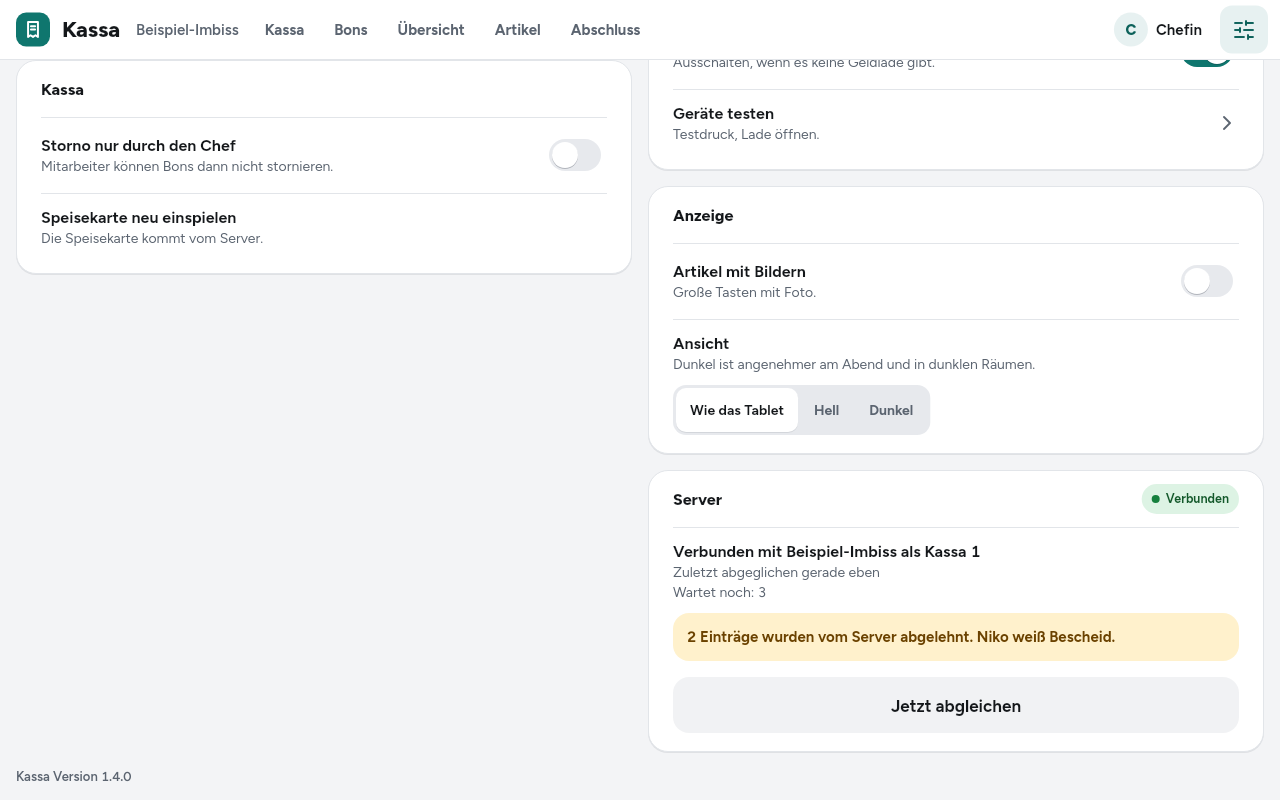 Kassa
Beispiel-Imbiss
Kassa
Bons
Übersicht
Artikel
Abschluss
C
Chefin
Kassa
Storno nur durch den Chef
Mitarbeiter können Bons dann nicht stornieren.
Speisekarte neu einspielen
Die Speisekarte kommt vom Server.
Ausschalten, wenn es keine Geldlade gibt.
Geräte testen
Testdruck, Lade öffnen.
Anzeige
Artikel mit Bildern
Große Tasten mit Foto.
Ansicht
Dunkel ist angenehmer am Abend und in dunklen Räumen.
Wie das Tablet
Hell
Dunkel
Server
Verbunden
Verbunden mit Beispiel-Imbiss als Kassa 1
Zuletzt abgeglichen gerade eben
Wartet noch: 3
2 Einträge wurden vom Server abgelehnt. Niko weiß Bescheid.
Jetzt abgleichen
Kassa Version 1.4.0